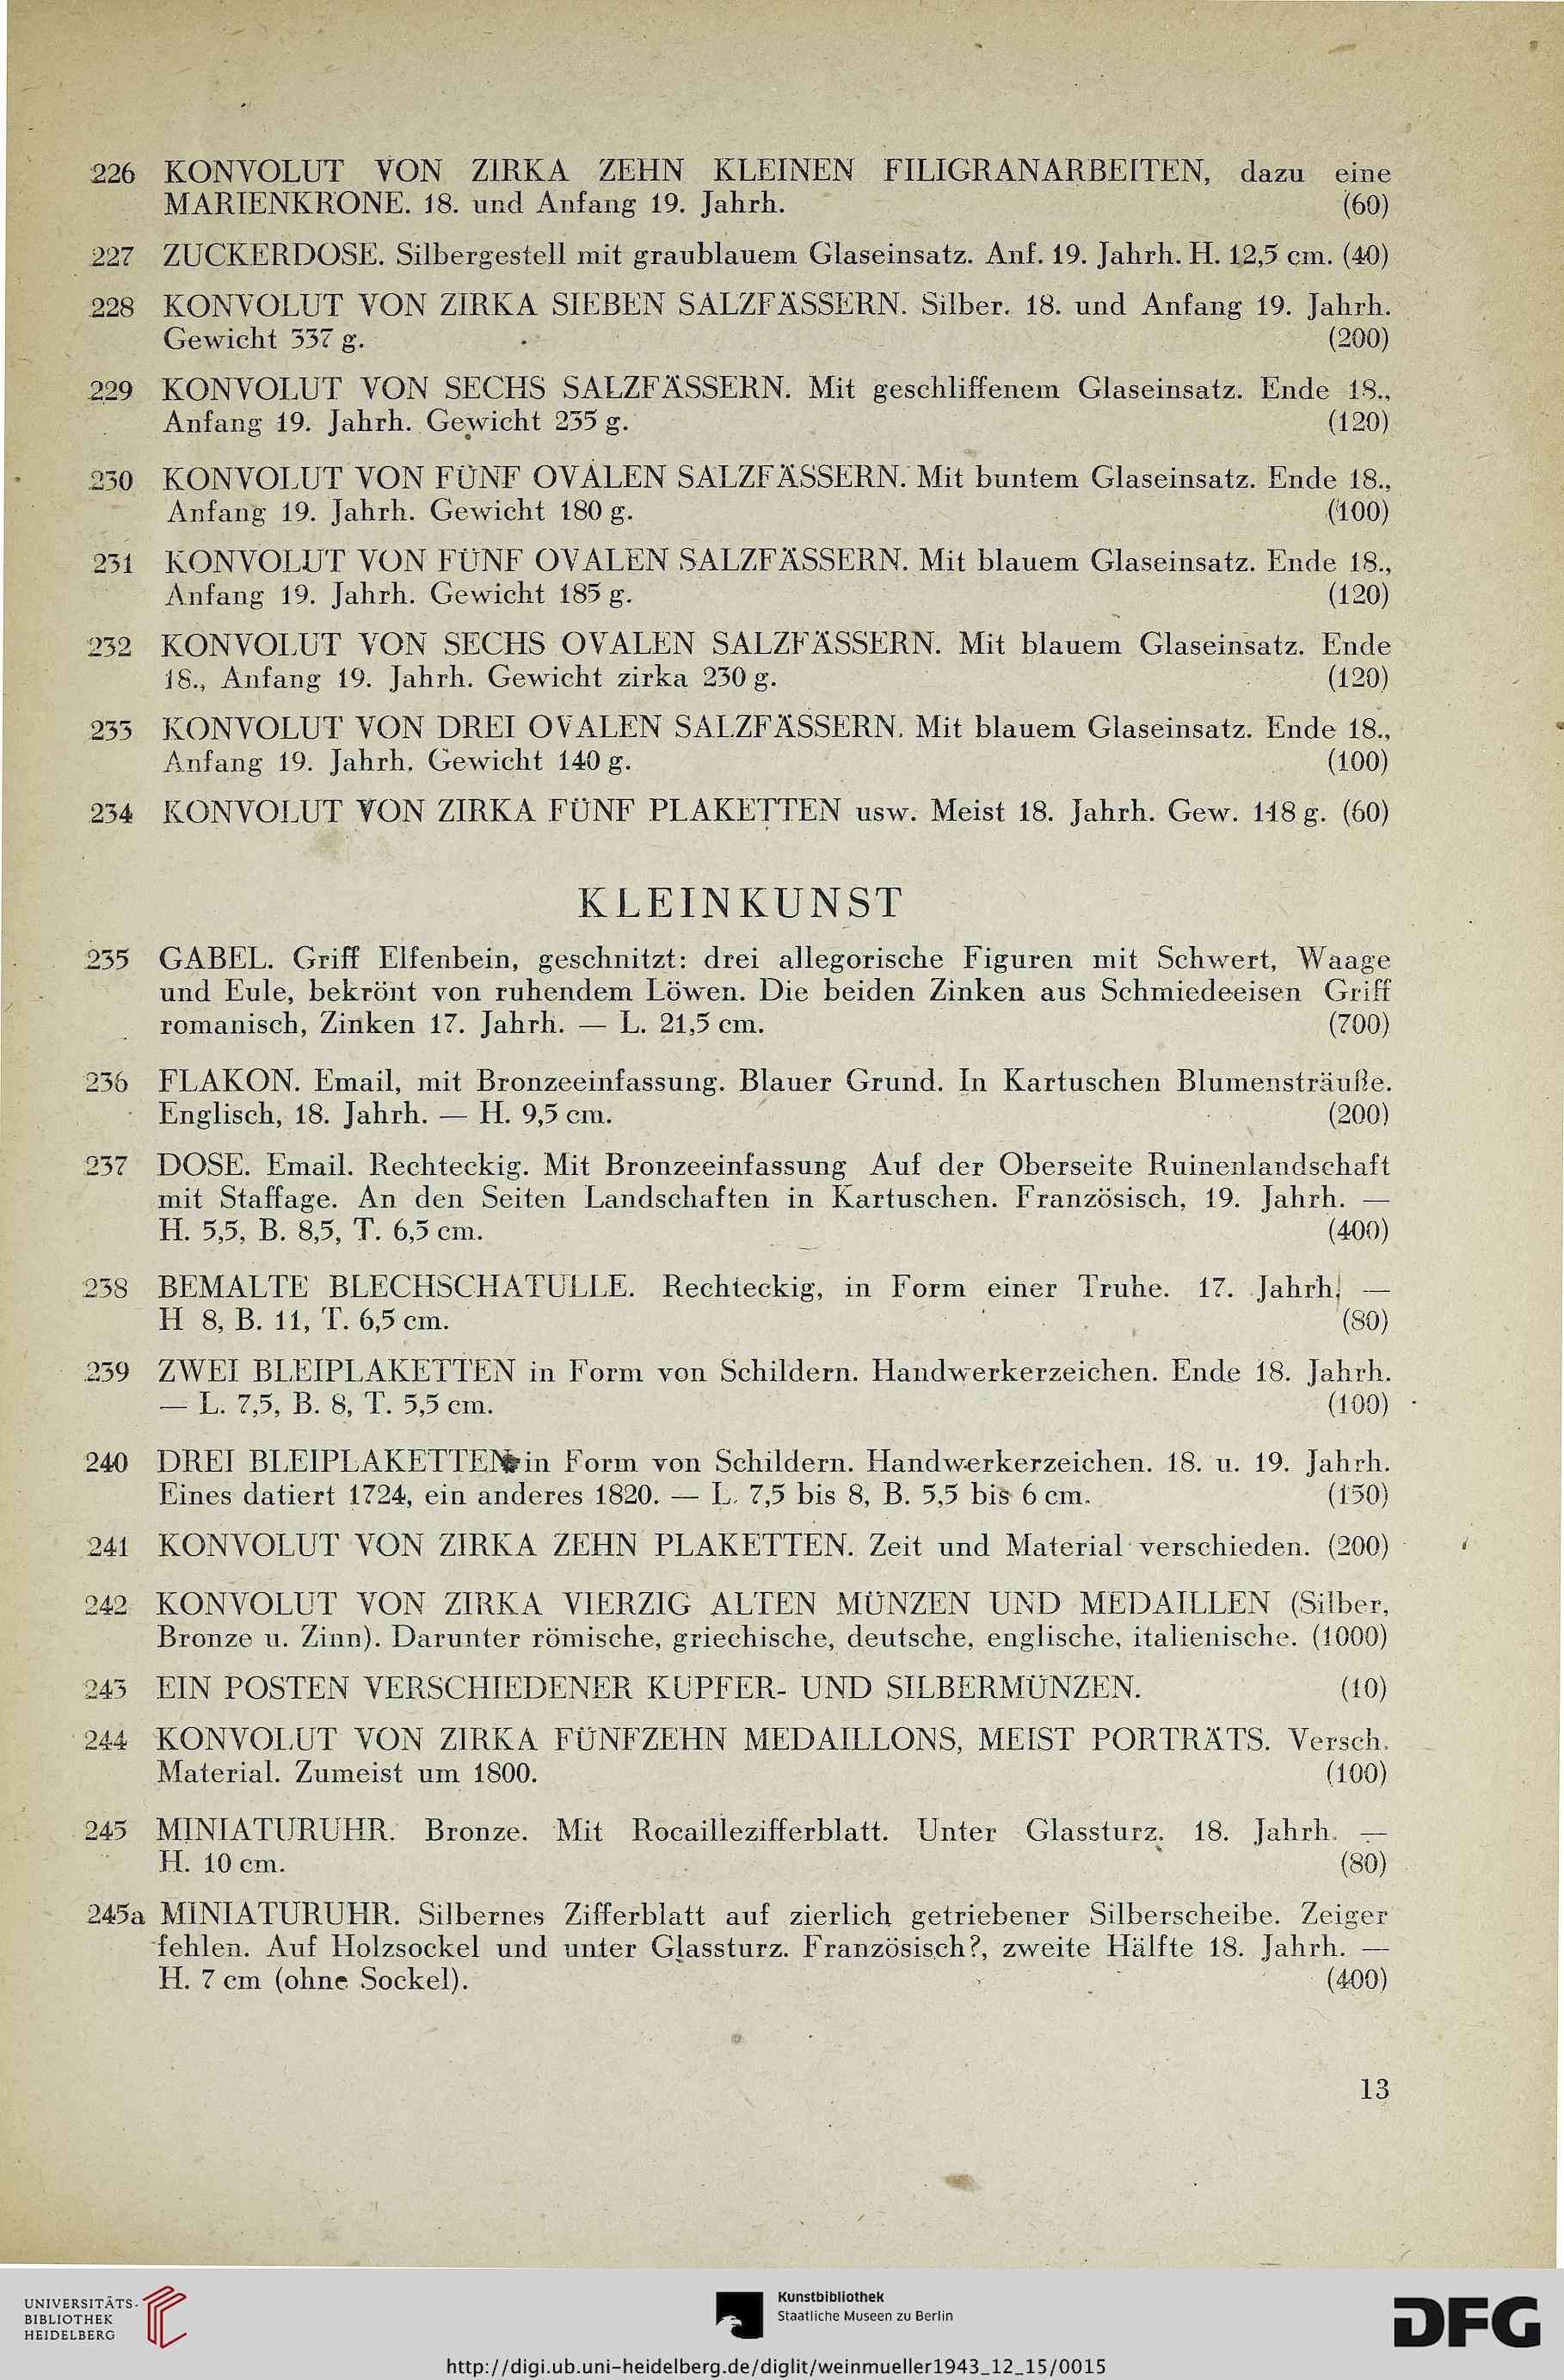 226 KONVOLUT VON ZIRKA ZEHN KLEINEN FILIGRANARBEITEN, dazu eine
MARIENKRONE. 18. und Anfang 19. Jahrh. (60)
227 ZUCKERDOSE. Silbergestell mit graublauem Glaseinsatz. Anf. 19. Jahrh. H. 12,5 cm. (40)
228 KONVOLUT VON ZIRKA SIEBEN SALZFÄSSERN. Silber. 18. und Anfang 19. Jahrh.
Gewicht 337 g. (200)
229 KONVOLUT VON SECHS SALZFÄSSERN. Mit geschliffenem Glaseinsatz. Ende 18.,
Anfang 19. Jahrh. Gewicht 235 g. (120)
230 KONVOLUT VON FÜNF OVALEN SALZFÄSSERN. Mit buntem Glaseinsatz. Ende 18.,
Anfang 19. Jahrh. Gewicht 180 g. (100)
231 KONVOLUT VON FÜNF OVALEN SALZFÄSSERN. Mit blauem Glaseinsatz. Ende 18.,
Anfang 19. Jahrh. Gewicht 185 g. (120)
232 KONVOLUT VON SECHS OVALEN SALZFÄSSERN. Mit blauem Glaseinsatz. Ende
18., Anfang 19. Jahrh. Gewicht zirka 230 g. (120)
233 KONVOLUT VON DREI OVALEN SALZFÄSSERN. Mit blauem Glaseinsatz. Ende 18.,
Anfang 19. Jahrh. Gewicht 140 g. (100)
234 KONVOLUT VON ZIRKA FÜNF PLAKETTEN usw. Meist 18. Jahrh. Gew. 118 g. (60)
KLEINKUNST
235 GABEL. Griff Elfenbein, geschnitzt: drei allegorische Figuren mit Schwert, Waage
und Eule, bekrönt von ruhendem Löwen. Die beiden Zinken aus Schmiedeeisen Griff
romanisch, Zinken 17. Jahrh. — L. 21,5 cm. (700)
236 FLAKON. Email, mit Bronzeeinfassung. Blauer Grund. In Kartuschen Blumensträuße.
Englisch, 18. Jahrh. — H. 9,5 cm. (200)
237 DOSE. Email. Rechteckig. Mit Bronzeeinfassung Auf der Oberseite Ruinenlandschaft
mit Staffage. An den Seiten Landschaften in Kartuschen. Französisch, 19. Jahrh. —
H. 5,5, B. 8,5, T. 6,5 cm. (400)
238 BEMALTE BLECHSCHATULLE. Rechteckig, in Form einer Truhe. 17. Jahrh. —
H 8, B. 11, T. 6,5 cm. (80)
239 ZWEI BLEIPLAKETTEN in Form von Schildern. Handwerkerzeichen. Ende 18. Jahrh.
— L. 7,5, B. 8, T. 5,5 cm. (100)
240 DREI BLEIPLAKETTEN in Form von Schildern. Handwerkerzeichen. 18. u. 19. Jahrh.
Eines datiert 1724, ein anderes 1820. — L. 7,5 bis 8, B. 5,5 bis 6 cm. (150)
241 KONVOLUT VON ZIRKA ZEHN PLAKETTEN. Zeit und Material verschieden. (200)
242 KONVOLUT VON ZIRKA VIERZIG ALTEN MÜNZEN UND MEDAILLEN (Silber,
Bronze u. Zinn). Darunter römische, griechische, deutsche, englische, italienische. (1000)
243 EIN POSTEN VERSCHIEDENER KUPFER- UND SILBERMÜNZEN. (10)
244 KONVOLUT VON ZIRKA FÜNFZEHN MEDAILLONS, MEIST PORTRÄTS. Versch.
Material. Zumeist um 1800. (100)
245 MINIATURUHR. Bronze. Mit Rocaillezifferblatt. Unter Glassturz. 18. Jahrh. —
H. 10 cm. (80)
245a MINIATURUHR. Silbernes Zifferblatt auf zierlich getriebener Silberscheibe. Zeiger
fehlen. Auf Holzsockel und unter Glassturz. Französisch?, zweite Hälfte 18. Jahrh. —
H. 7 cm (ohne Sockel). (400)
13
UNIVERSITÄTS-
BIBLIOTHEK
HEIDELBERG
Kunstbibliothek
Staatliche Museen zu Berlin
DFG
http://digi.ub.uni-heidelberg.de/diglit/weinmueller1943_12_15/0015